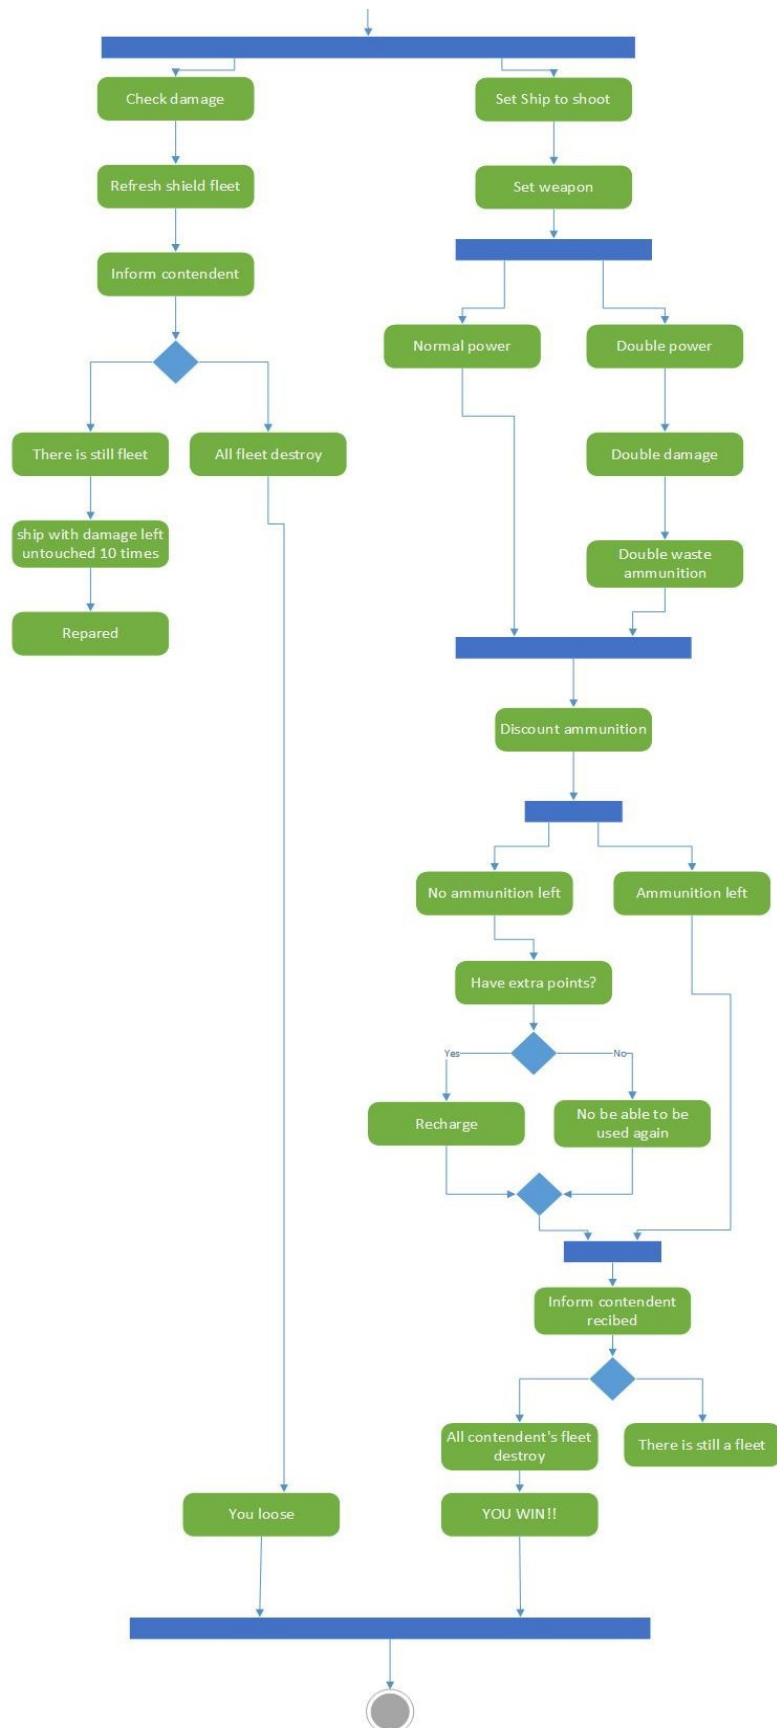 Check damage
Set Ship to shoot
Refresh shield fleet
Set weapon
Inform contendent
Normal power
Double power
There is still fleet
All fleet destroy
Double damage
ship with damage left
untouched 10 times
Double waste
ammunition
Repared
Discount ammunition
No ammunition left
Ammunition left
Have extra points?
Yes
No
Recharge
No be able to be
used again
Inform contendent
recibed
All contendent's fleet
destroy
There is still a fleet
You loose
YOU WIN!!